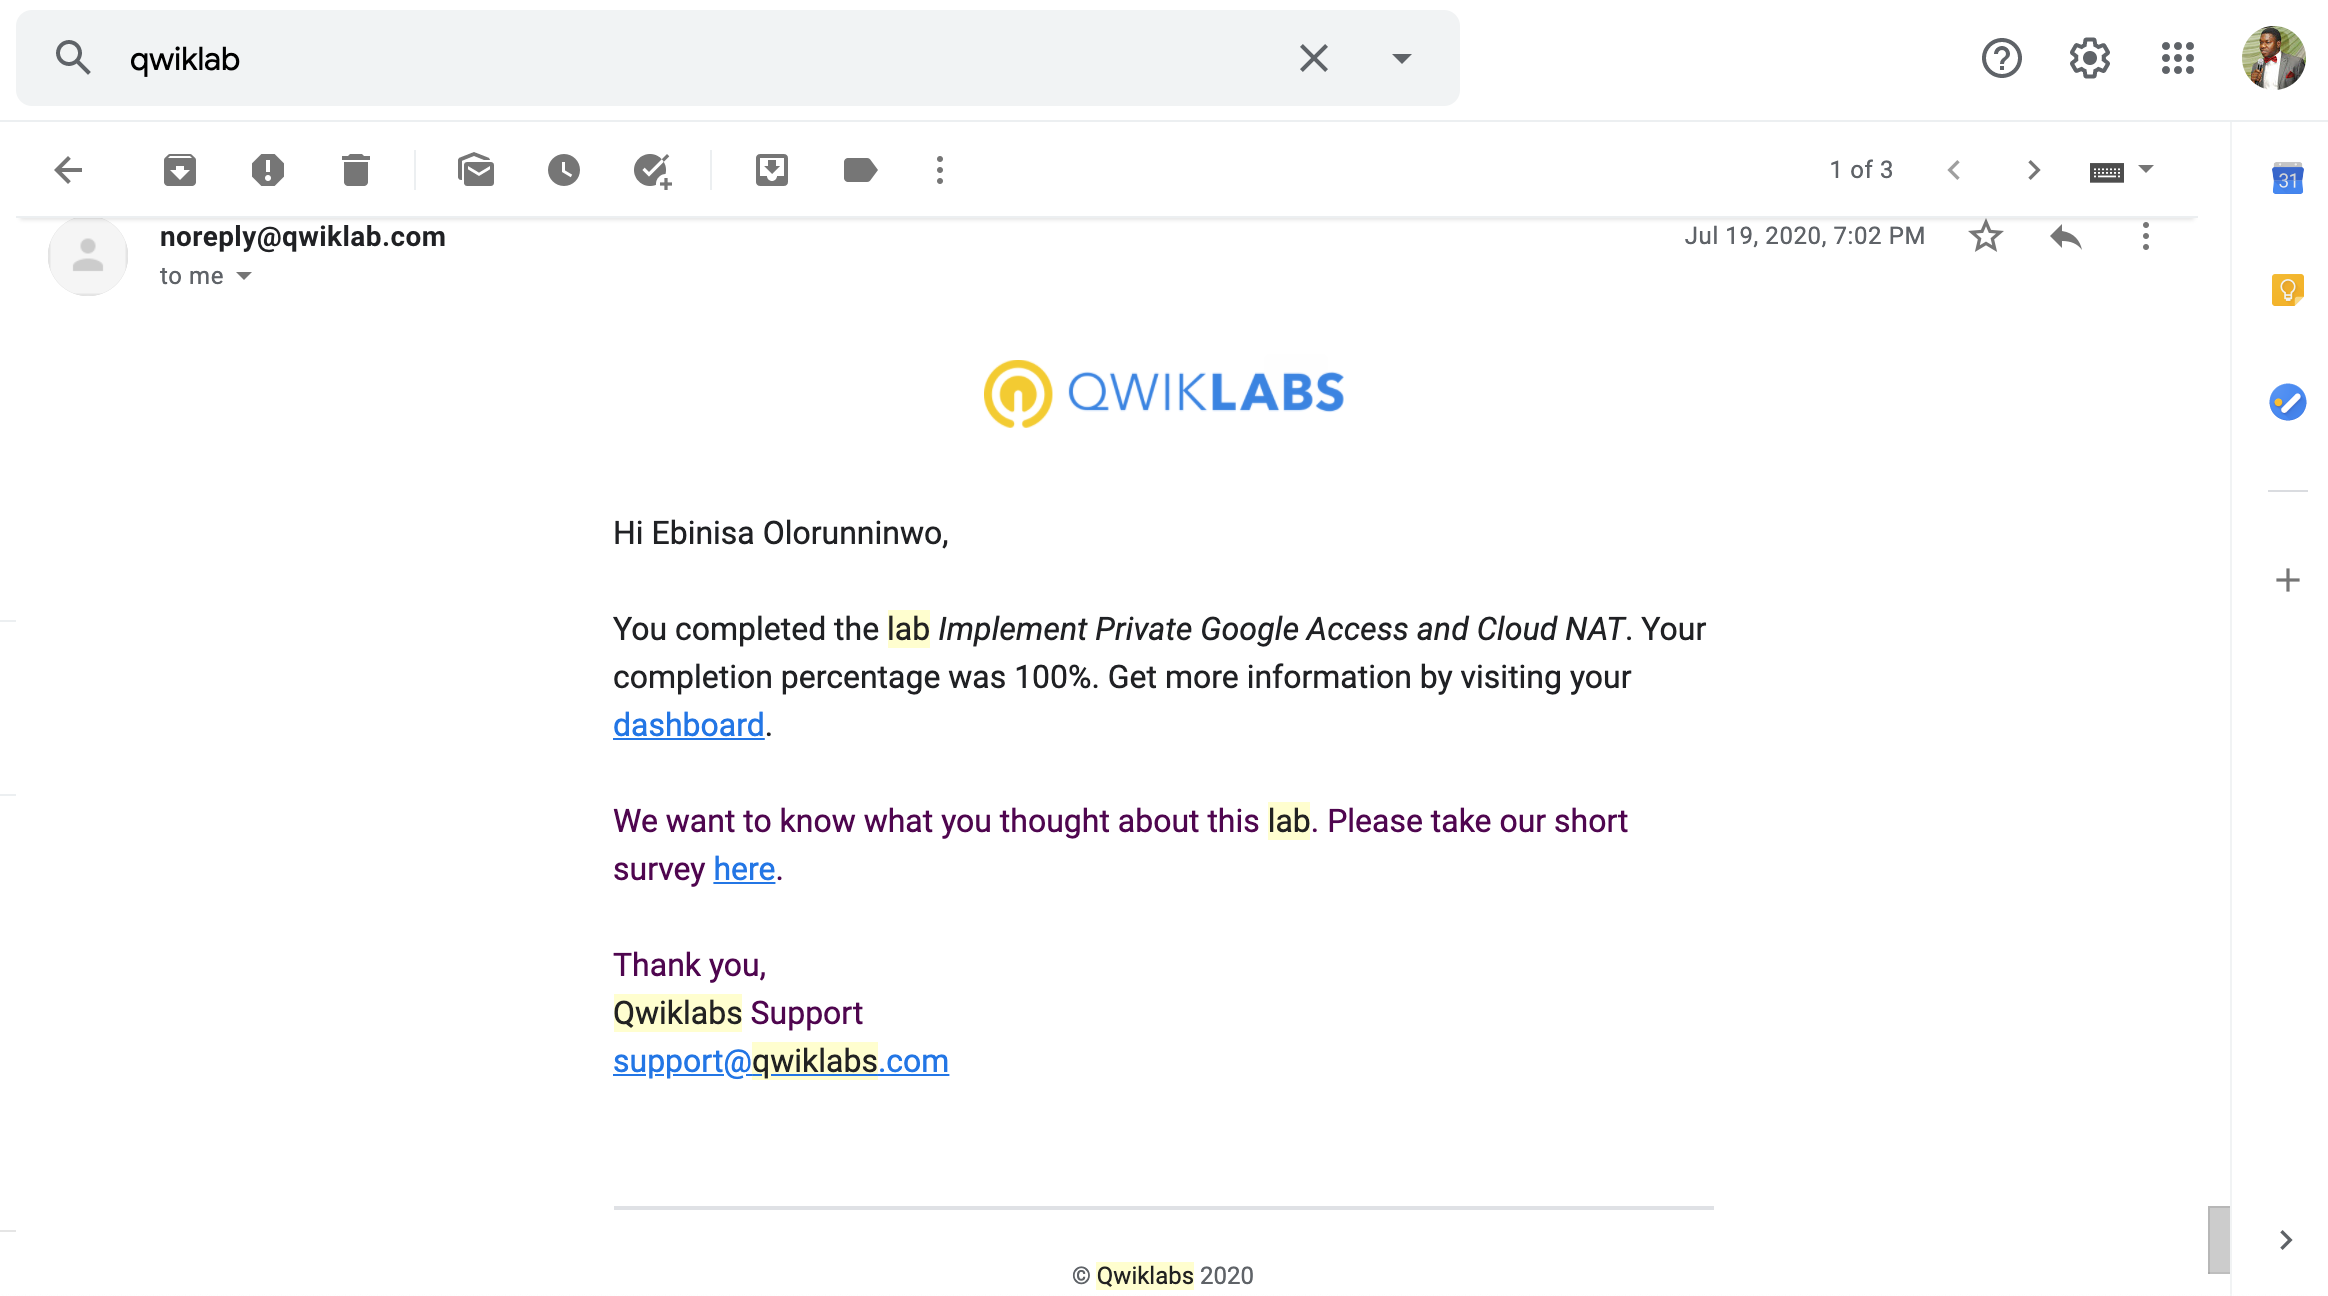 qwiklab
1 of 3
31
noreply@qwiklab.com
Jul 19, 2020, 7:02 PM
to me
QWIKLABS
Hi Ebinisa Olorunninwo,
You completed the lab Implement Private Google Access and Cloud NAT. Your
completion percentage was 100%. Get more information by visiting your
dashboard.
We want to know what you thought about this lab. Please take our short
survey here.
Thank you,
Qwiklabs Support
support@qwiklabs.com
© Qwiklabs 2020